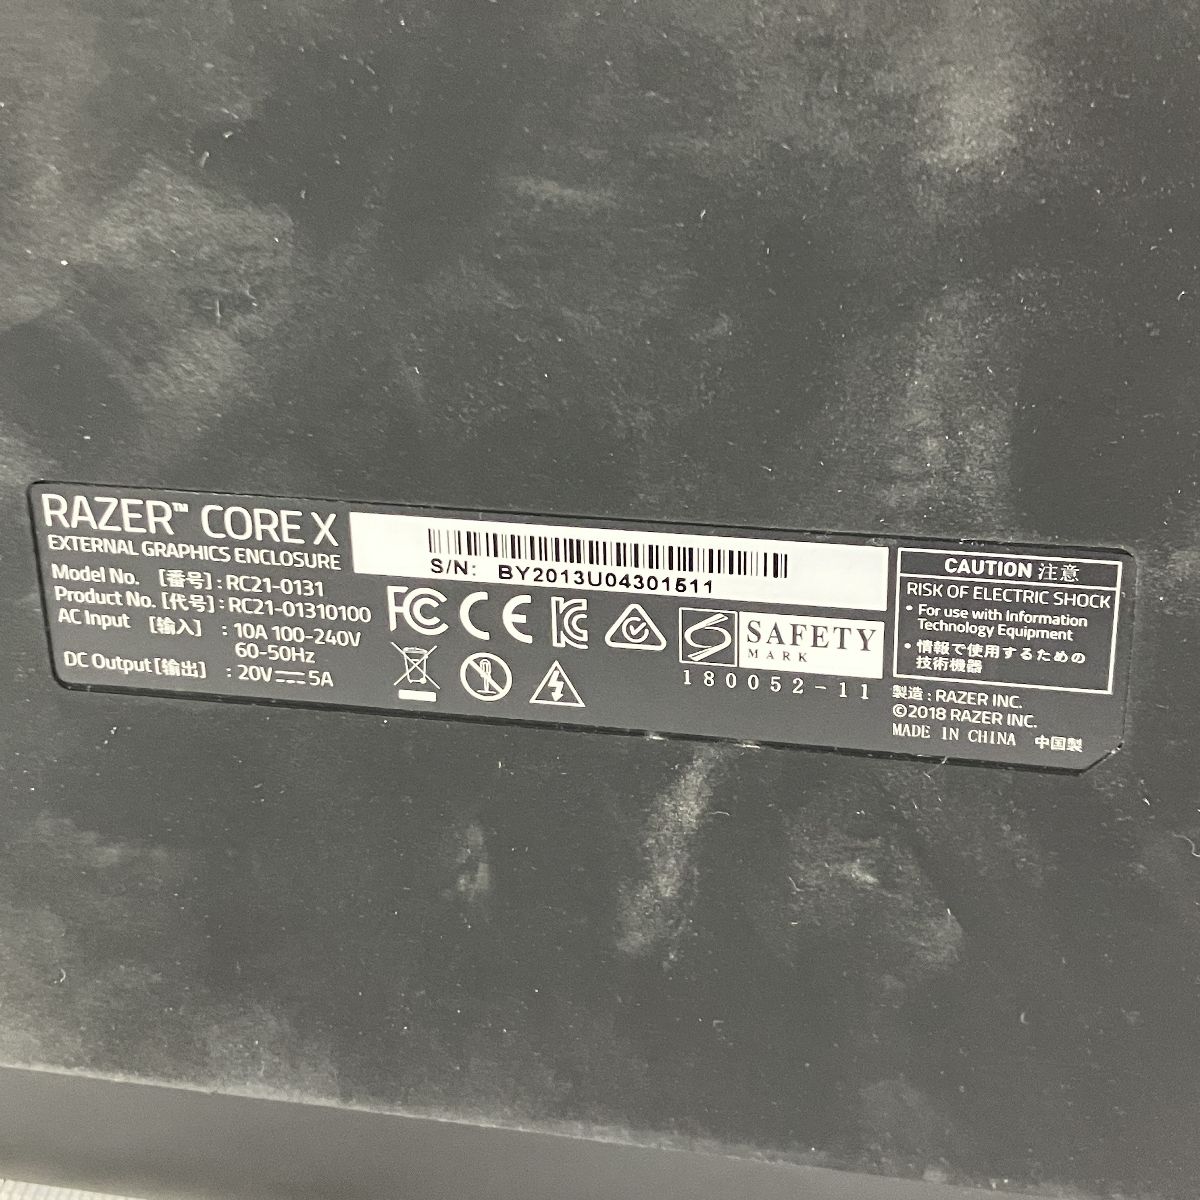 RAZER™ CORE X
EXTERNAL GRAPHICS ENCLOSURE
Model No. [番号] : RC21-0131
Product No. [代号] : RC21-01310100
AC Input [输入] : 10A 100-240V
60-50Hz
DC Output [输出] : 20V⎓5A
S/N: BY2013U04301511
FC CE
SAFETY
MARK
180052-11
CAUTION 注意
RISK OF ELECTRIC SHOCK
• For use with Information
Technology Equipment
• 情報で使用するための
技術機器
製造 : RAZER INC.
©2018 RAZER INC.
MADE IN CHINA 中国製